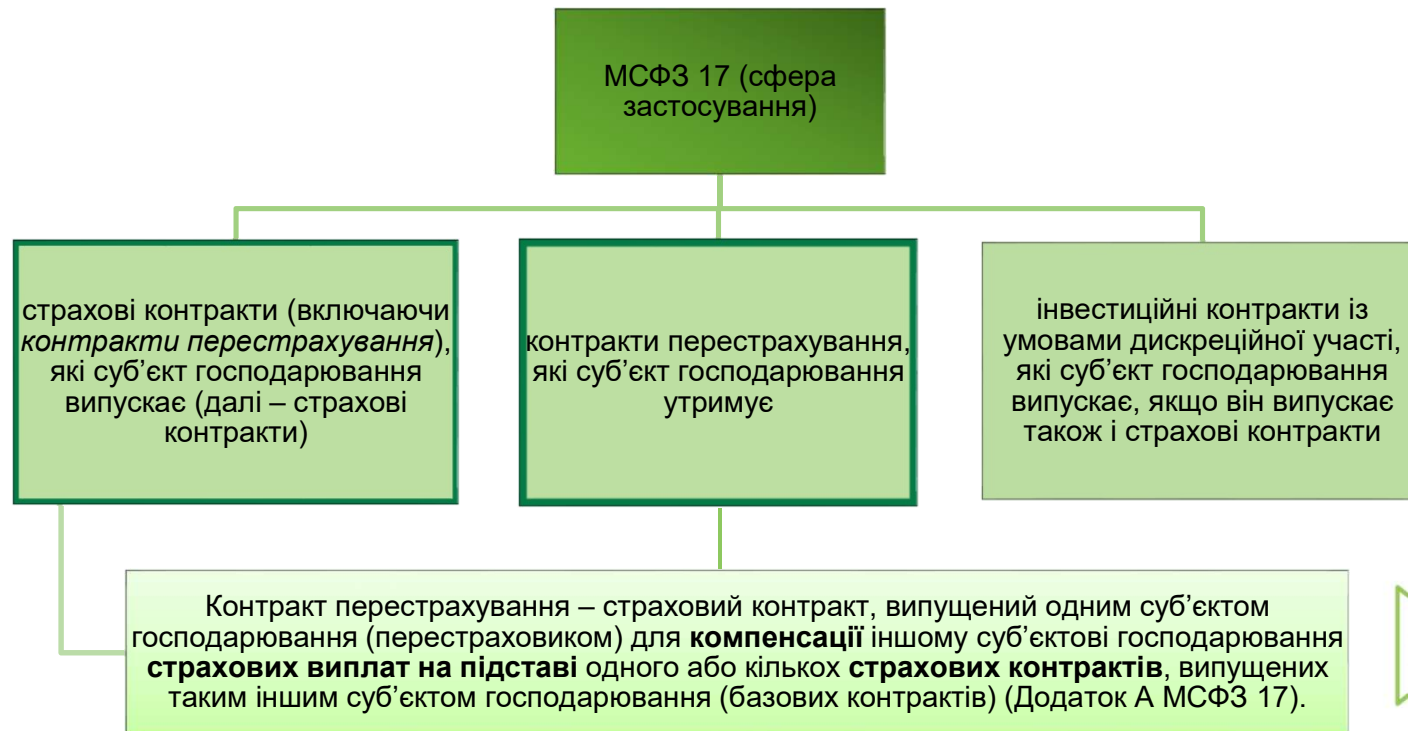 МСФЗ 17 (сфера
застосування)
страхові контракти (включаючи
контракти перестрахування),
які суб’єкт господарювання
випускає (далі – страхові
контракти)
контракти перестрахування,
які суб’єкт господарювання
утримує
інвестиційні контракти із
умовами дискреційної участі,
які суб’єкт господарювання
випускає, якщо він випускає
також і страхові контракти
Контракт перестрахування – страховий контракт, випущений одним суб’єктом
господарювання (перестраховиком) для компенсації іншому суб’єктові господарювання
страхових виплат на підставі одного або кількох страхових контрактів, випущених
таким іншим суб’єктом господарювання (базових контрактів) (Додаток А МСФЗ 17).